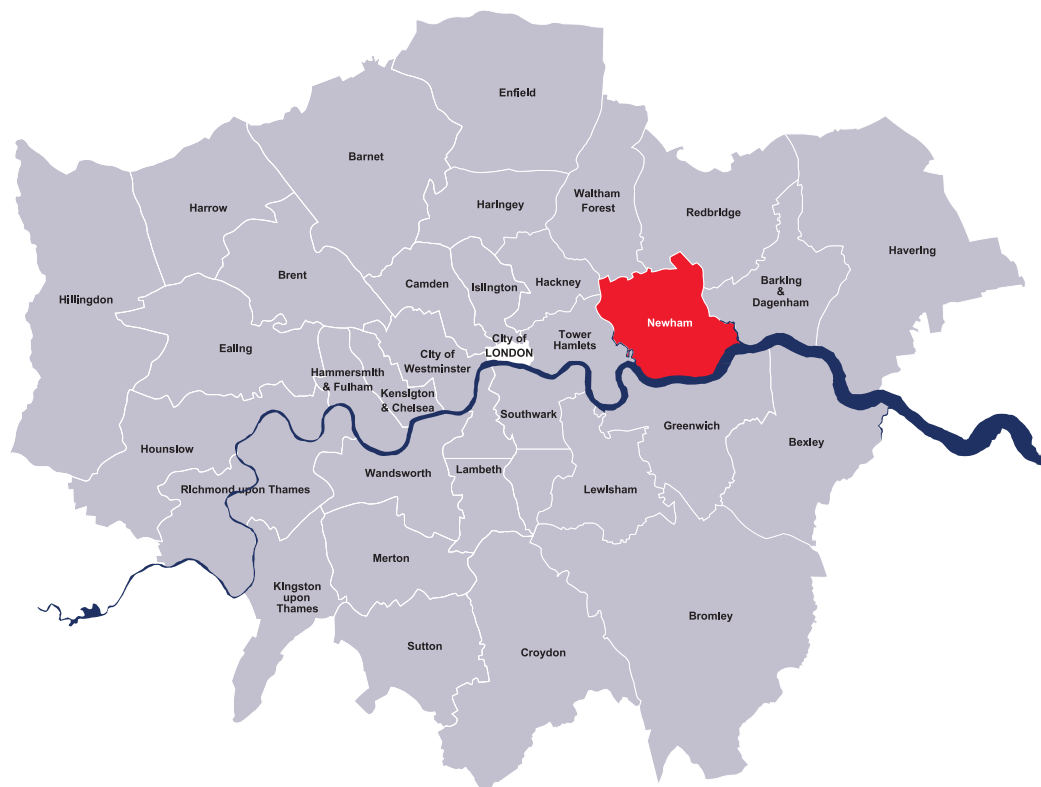 Enfield
Barnet
Waltham
Forest
Haringey
Harrow
Redbridge
Havering
Brent
Camden
Islington
Hackney
Barking
&
Dagenham
Hillingdon
Newham
Ealing
City of
LONDON
Tower
Hamlets
City of
Westminster
Hammersmith
& Fulham
Kensigton
& Chelsea
Southwark
Greenwich
Bexley
Hounslow
Wandsworth
Lambeth
Richmond upon Thames
Lewisham
Merton
Kingston
upon
Thames
Bromley
Sutton
Croydon